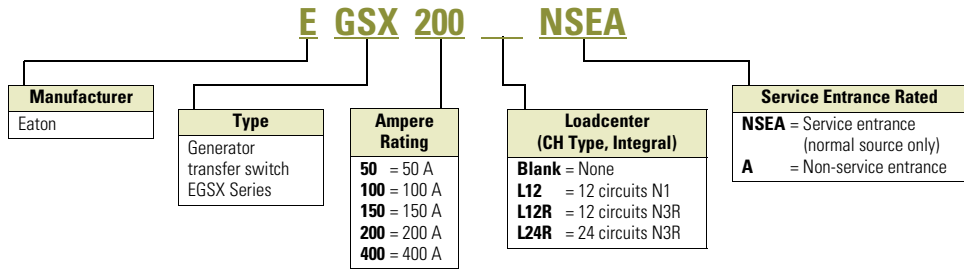 E GSX 200 __ NSEA
Manufacturer
Eaton
Type
Generator
transfer switch
EGSX Series
Ampere
Rating
50 = 50 A
100 = 100 A
150 = 150 A
200 = 200 A
400 = 400 A
Loadcenter
(CH Type, Integral)
Blank = None
L12 = 12 circuits N1
L12R = 12 circuits N3R
L24R = 24 circuits N3R
Service Entrance Rated
NSEA = Service entrance
(normal source only)
A = Non-service entrance